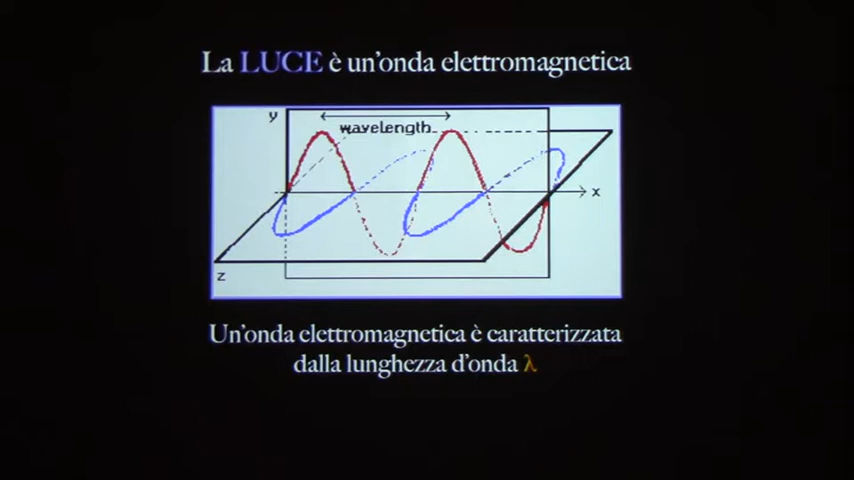 La LUCE è un'onda elettromagnetica
y
wavelength
x
z
Un'onda elettromagnetica è caratterizzata
dalla lunghezza d'onda λ